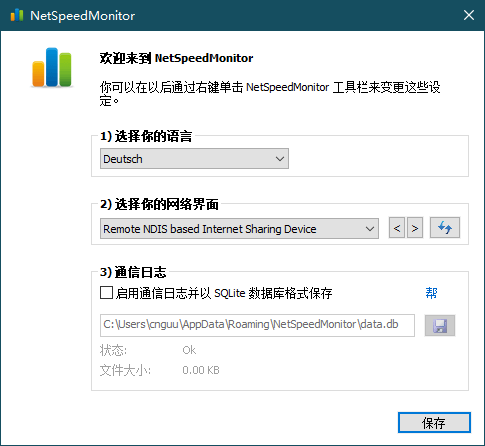 NetSpeedMonitor
欢迎来到 NetSpeedMonitor
你可以在以后通过右键单击 NetSpeedMonitor 工具栏来变更这些设
定。
1) 选择你的语言
Deutsch
2) 选择你的网络界面
Remote NDIS based Internet Sharing Device
< >
3) 通信日志
启用通信日志并以 SQLite 数据库格式保存 帮
C:\Users\cnguu\AppData\Roaming\NetSpeedMonitor\data.db
状态: Ok
文件大小: 0.00 KB
保存